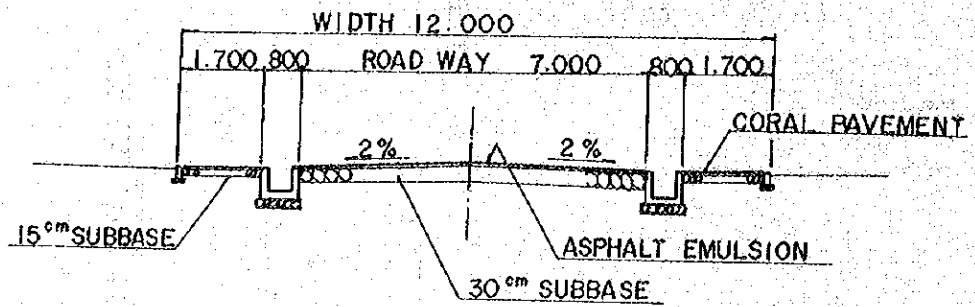 WIDTH 12.000
1.700 800 ROAD WAY 7.000 800 1.700
CORAL PAVEMENT
2% 2%
15cm SUBBASE
ASPHALT EMULSION
30cm SUBBASE